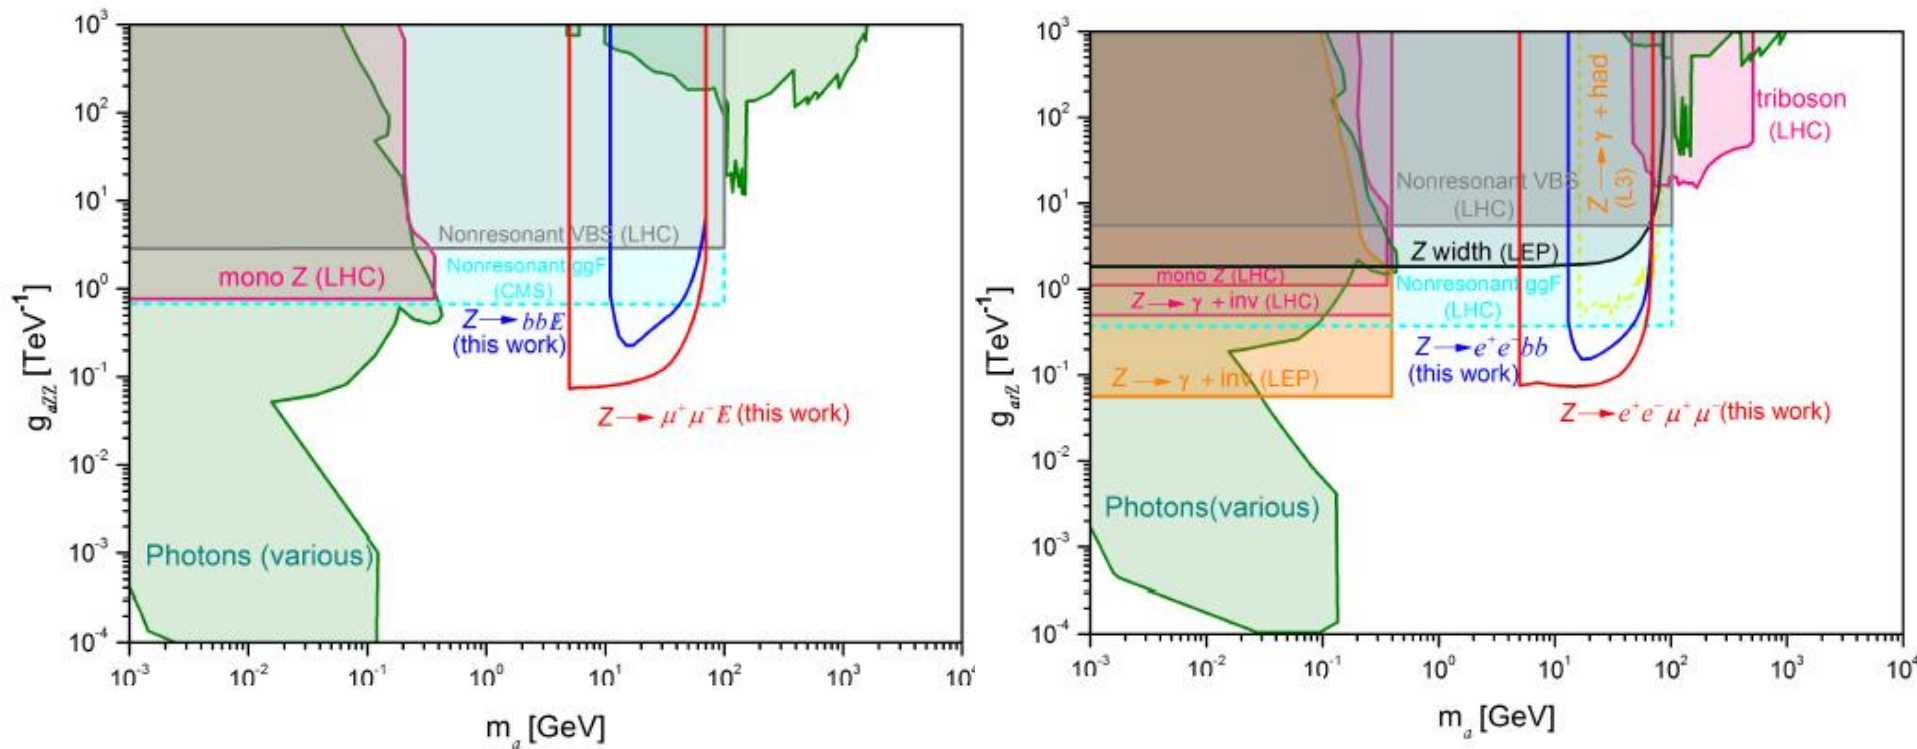 10³
10²
10¹
10⁰
10⁻¹
10⁻²
10⁻³
10⁻⁴
g_aZZ [TeV⁻¹]
Nonresonant VBS (LHC)
mono Z (LHC)
Nonresonant ggF
(CMS)
Z → bbE
(this work)
Z → μ⁺ μ⁻ E (this work)
Photons (various)
10⁻³ 10⁻² 10⁻¹ 10⁰ 10¹ 10² 10³ 10⁴
m_a [GeV]
10³
10²
10¹
10⁰
10⁻¹
10⁻²
10⁻³
10⁻⁴
[TeV⁻¹]
Z → γ + had
(L3)
triboson
(LHC)
Nonresonant VBS
(LHC)
Z width (LEP)
mono Z (LHC)
Nonresonant ggF
(LHC)
Z → γ + inv (LHC)
Z → e⁺e⁻bb
(this work)
Z → γ + inv (LEP)
Z → e⁺e⁻ μ⁺ μ⁻(this work)
Photons(various)
10⁻³ 10⁻² 10⁻¹ 10⁰ 10¹ 10² 10³ 10⁴
m_a [GeV]